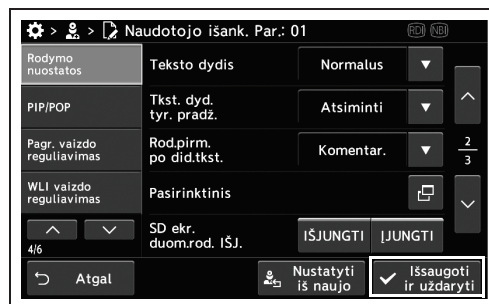 > > Naudotojo išank. Par.: 01 RDI NBI
Rodymo
nuostatos
Teksto dydis Normalus ▼
PIP/POP
Tkst. dyd.
tyr. pradž.
Atsiminti ▼
Pagr. vaizdo
reguliavimas
Rod.pirm.
po did.tkst.
Komentar. ▼
2
3
WLI vaizdo
reguliavimas
Pasirinktinis
4/6
SD ekr.
duom.rod. IŠJ.
IŠJUNGTI ĮJUNGTI
Atgal
Nustatyti
iš naujo
Išsaugoti
ir uždaryti